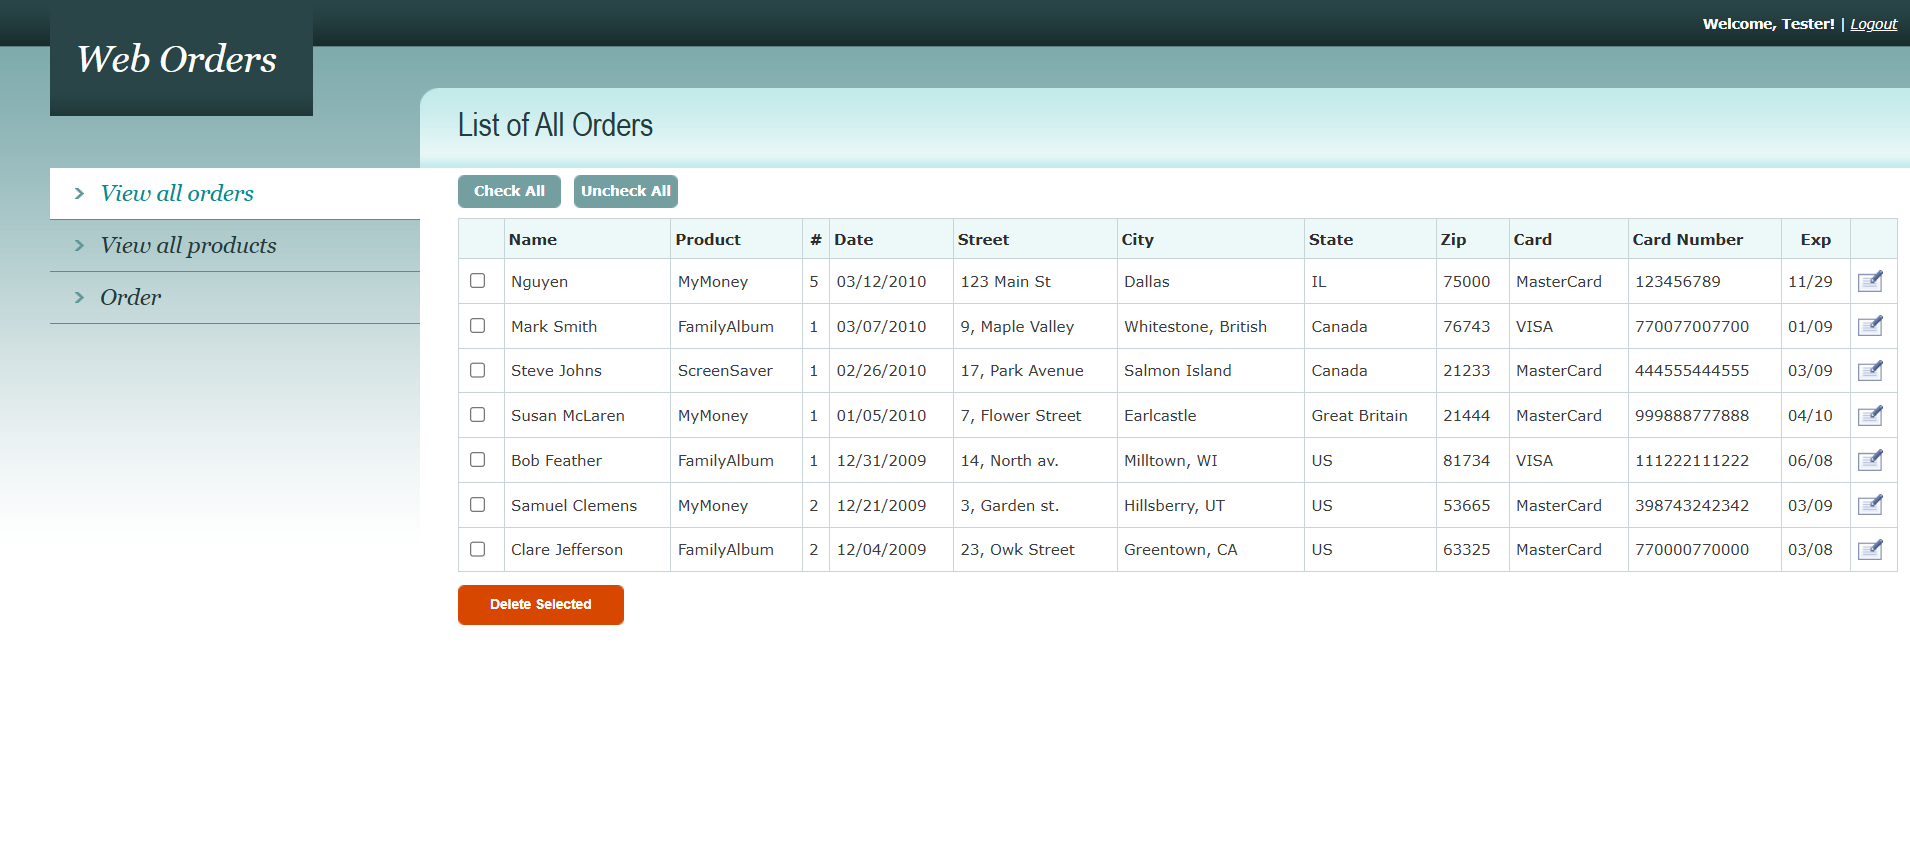 Welcome, Tester! | Logout
Web Orders
List of All Orders
View all orders
View all products
Order
Check All Uncheck All
Name Product # Date Street City State Zip Card Card Number Exp
Nguyen MyMoney 5 03/12/2010 123 Main St Dallas IL 75000 MasterCard 123456789 11/29
Mark Smith FamilyAlbum 1 03/07/2010 9, Maple Valley Whitestone, British Canada 76743 VISA 770077007700 01/09
Steve Johns ScreenSaver 1 02/26/2010 17, Park Avenue Salmon Island Canada 21233 MasterCard 444555444555 03/09
Susan McLaren MyMoney 1 01/05/2010 7, Flower Street Earlcastle Great Britain 21444 MasterCard 999888777888 04/10
Bob Feather FamilyAlbum 1 12/31/2009 14, North av. Milltown, WI US 81734 VISA 111222111222 06/08
Samuel Clemens MyMoney 2 12/21/2009 3, Garden st. Hillsberry, UT US 53665 MasterCard 398743242342 03/09
Clare Jefferson FamilyAlbum 2 12/04/2009 23, Owk Street Greentown, CA US 63325 MasterCard 770000770000 03/08
Delete Selected